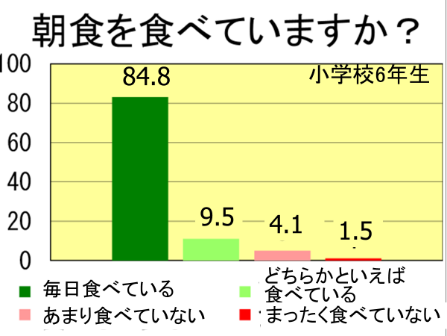 朝食を食べていますか？
小学校6年生
100
80
60
40
20
0
84.8
9.5
4.1
1.5
毎日食べている
どちらかといえば
食べている
あまり食べていない
まったく食べていない